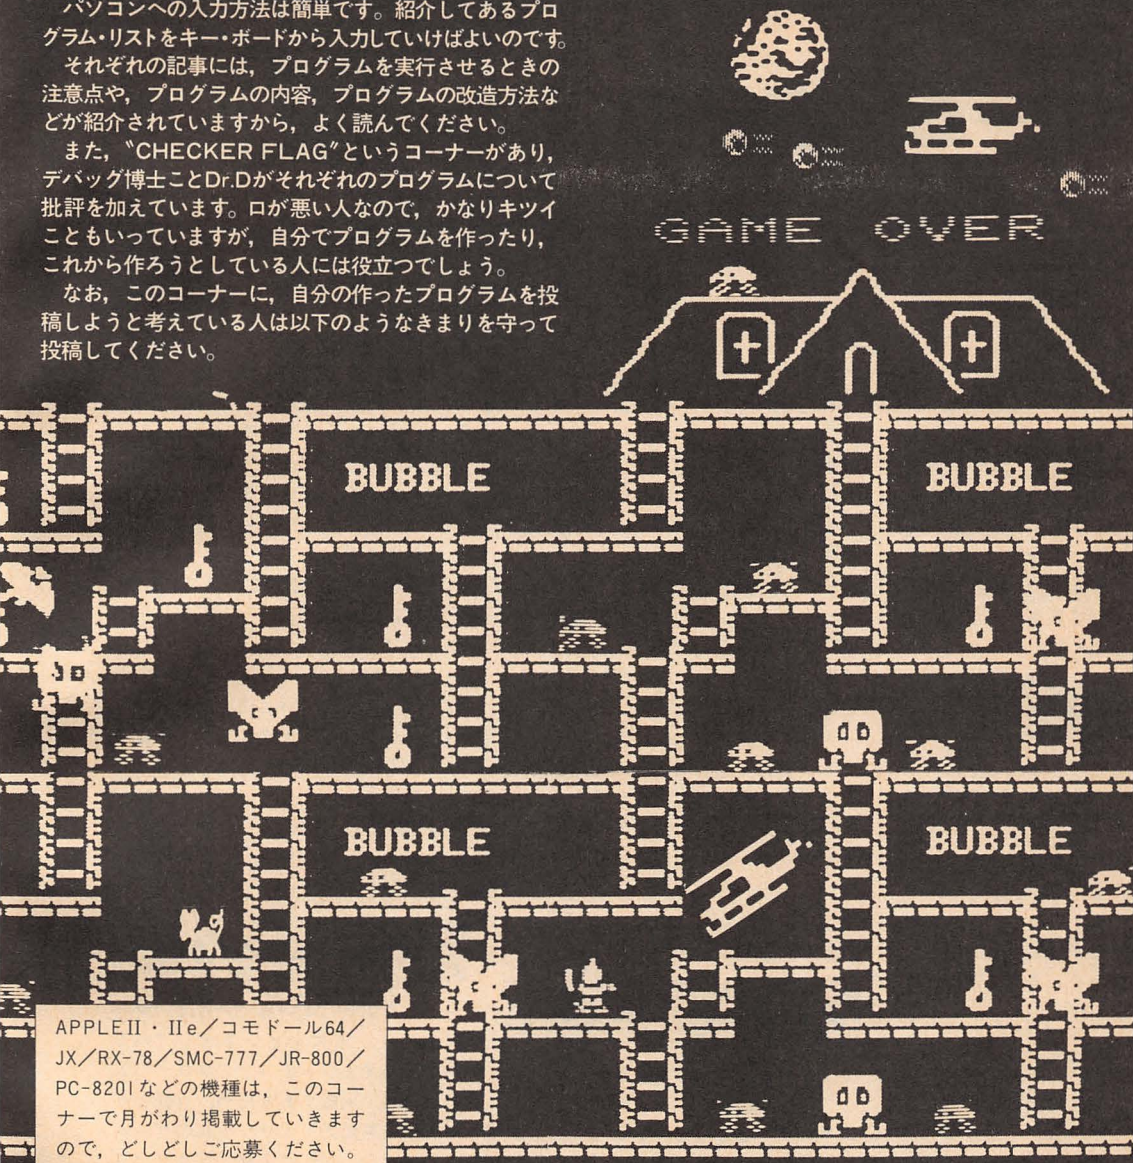 パソコンへの入力方法は簡単です。紹介してあるプロ
グラム・リストをキー・ボードから入力していけばよいのです。
それぞれの記事には，プログラムを実行させるときの
注意点や，プログラムの内容，プログラムの改造方法な
どが紹介されていますから，よく読んでください。
また，〝CHECKER FLAG″というコーナーがあり，
デバッグ博士ことDr.Dがそれぞれのプログラムについて
批評を加えています。口が悪い人なので，かなりキツイ
こともいっていますが，自分でプログラムを作ったり，
これから作ろうとしている人には役立つでしょう。
なお，このコーナーに，自分の作ったプログラムを投
稿しようと考えている人は以下のようなきまりを守って
投稿してください。
GAME OVER
BUBBLE
BUBBLE
BUBBLE
BUBBLE
APPLEII・IIe／コモドール64／
JX／RX-78／SMC-777／JR-800／
PC-8201などの機種は，このコー
ナーで月がわり掲載していきます
ので，どしどしご応募ください。